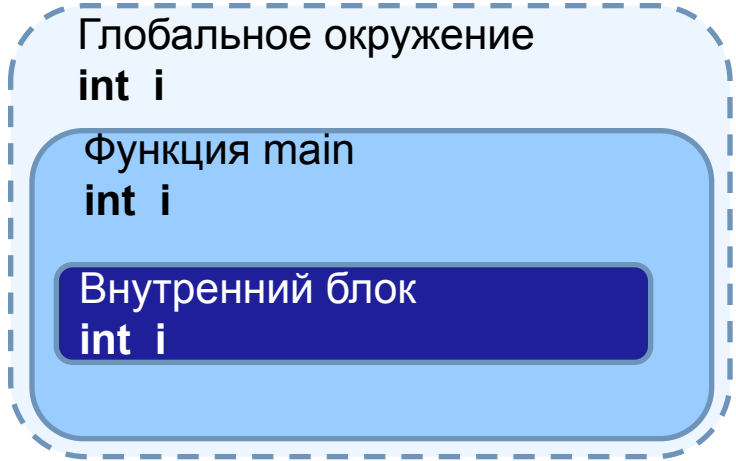 Глобальное окружение
int i
Функция main
int i
Внутренний блок
int i